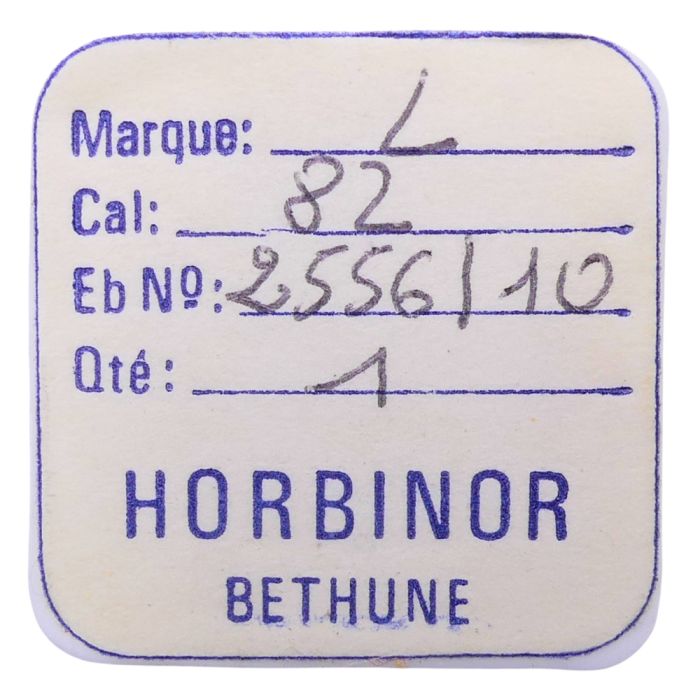 Marque: L
Cal: 82
Eb Nº: 2556/10
Qté: 1
HORBINOR
BETHUNE